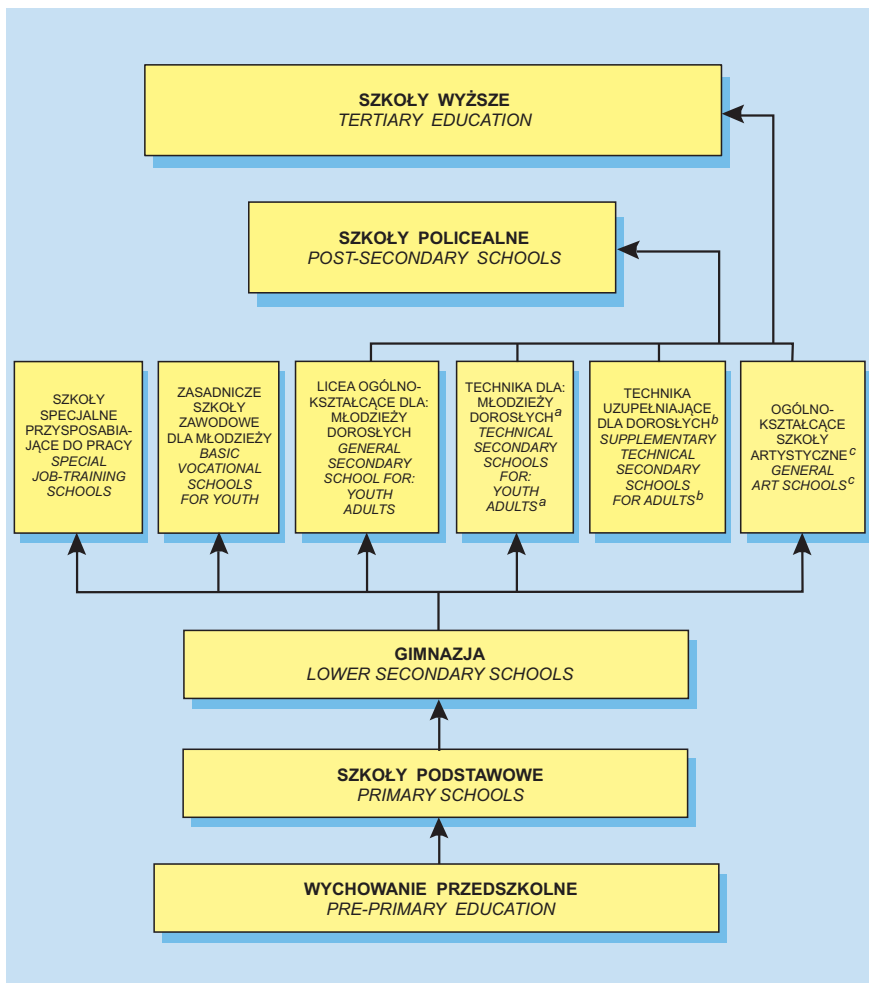 SZKOŁY WYŻSZE
TERTIARY EDUCATION
SZKOŁY POLICEALNE
POST-SECONDARY SCHOOLS
SZKOŁY
SPECJALNE
PRZYSPOSABIA-
JĄCE DO PRACY
SPECIAL
JOB-TRAINING
SCHOOLS
ZASADNICZE
SZKOŁY
ZAWODOWE
DLA MŁODZIEŻY
BASIC
VOCATIONAL
SCHOOLS
FOR YOUTH
LICEA OGÓLNO-
KSZTAŁCĄCE DLA:
MŁODZIEŻY
DOROSŁYCH
GENERAL
SECONDARY
SCHOOL FOR:
YOUTH
ADULTS
TECHNIKA DLA:
MŁODZIEŻY
DOROSŁYCHa
TECHNICAL
SECONDARY
SCHOOLS
FOR:
YOUTH
ADULTSa
TECHNIKA
UZUPEŁNIAJĄCE
DLA DOROSŁYCHb
SUPPLEMENTARY
TECHNICAL
SECONDARY
SCHOOLS
FOR ADULTSb
OGÓLNO-
KSZTAŁCĄCE
SZKOŁY
ARTYSTYCZNEc
GENERAL
ART SCHOOLSc
GIMNAZJA
LOWER SECONDARY SCHOOLS
SZKOŁY PODSTAWOWE
PRIMARY SCHOOLS
WYCHOWANIE PRZEDSZKOLNE
PRE-PRIMARY EDUCATION